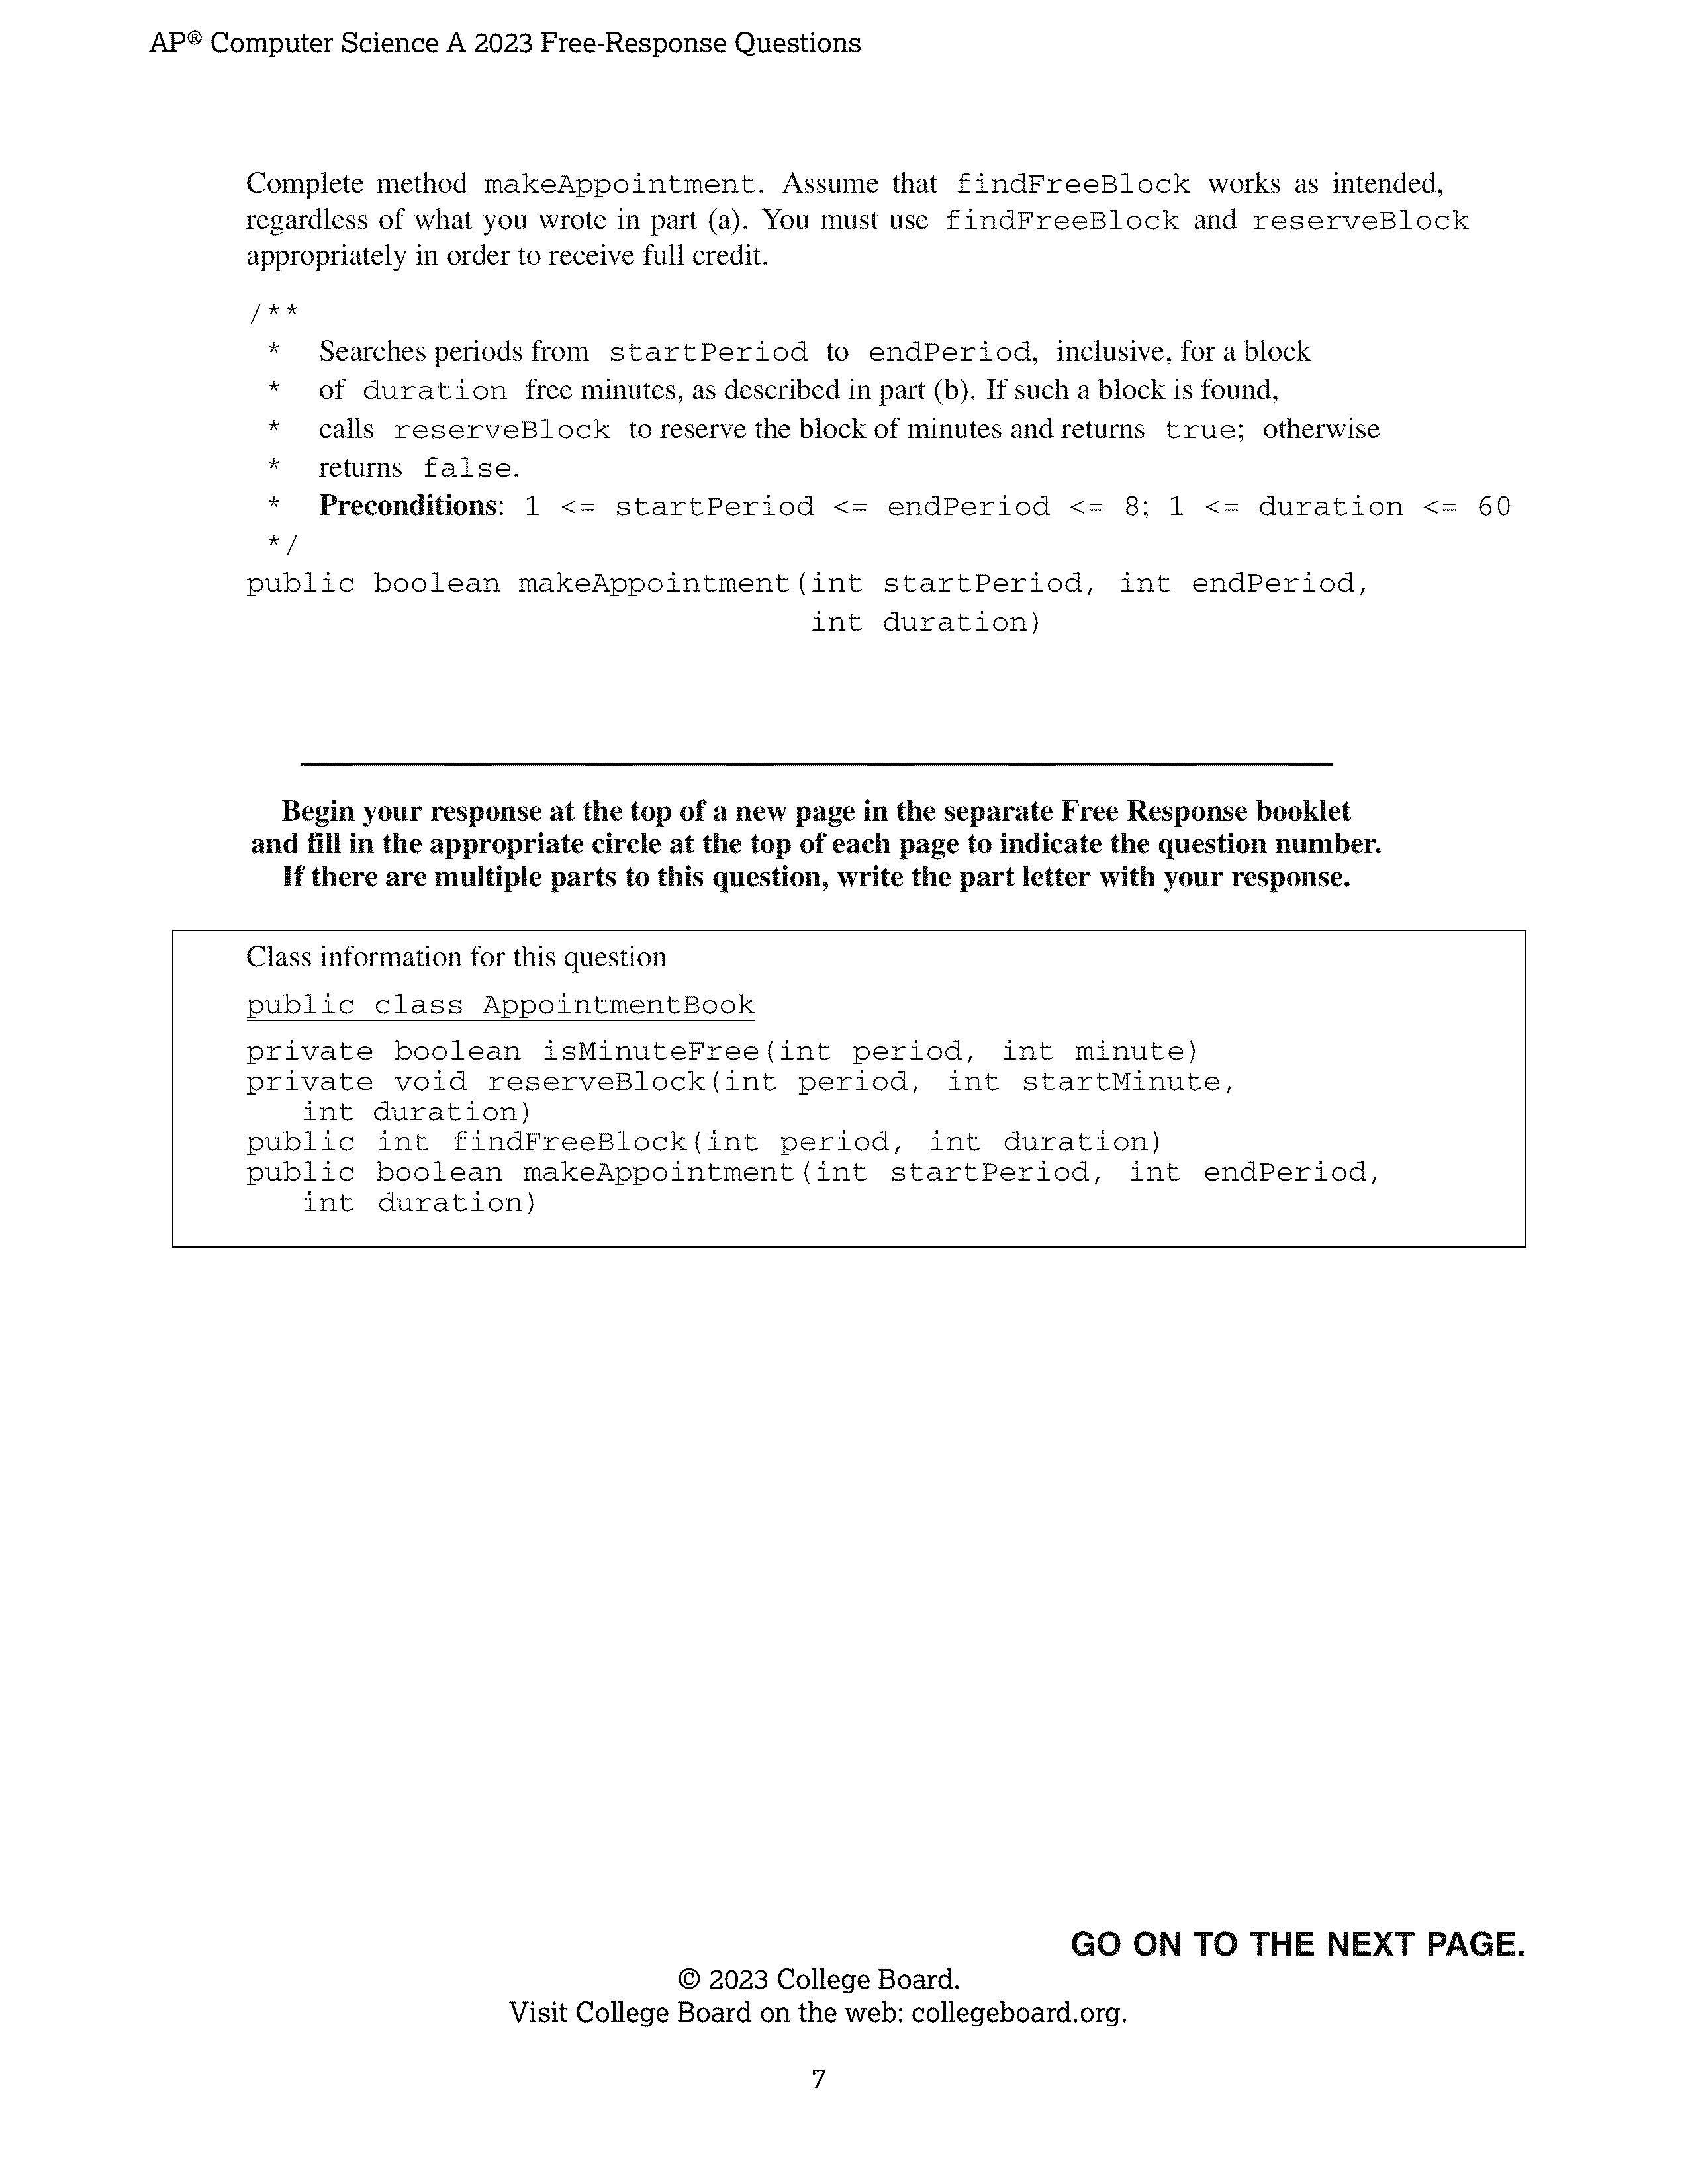 AP® Computer Science A 2023 Free-Response Questions
Complete method makeAppointment. Assume that findFreeBlock works as intended,
regardless of what you wrote in part (a). You must use findFreeBlock and reserveBlock
appropriately in order to receive full credit.
/**
* Searches periods from startPeriod to endPeriod, inclusive, for a block
* of duration free minutes, as described in part (b). If such a block is found,
* calls reserveBlock to reserve the block of minutes and returns true; otherwise
* returns false.
* Preconditions: 1 <= startPeriod <= endPeriod <= 8; 1 <= duration <= 60
*/
public boolean makeAppointment(int startPeriod, int endPeriod,
int duration)
Begin your response at the top of a new page in the separate Free Response booklet
and fill in the appropriate circle at the top of each page to indicate the question number.
If there are multiple parts to this question, write the part letter with your response.
Class information for this question
public class AppointmentBook
private boolean isMinuteFree(int period, int minute)
private void reserveBlock(int period, int startMinute,
int duration)
public int findFreeBlock(int period, int duration)
public boolean makeAppointment(int startPeriod, int endPeriod,
int duration)
GO ON TO THE NEXT PAGE.
© 2023 College Board.
Visit College Board on the web: collegeboard.org.
7